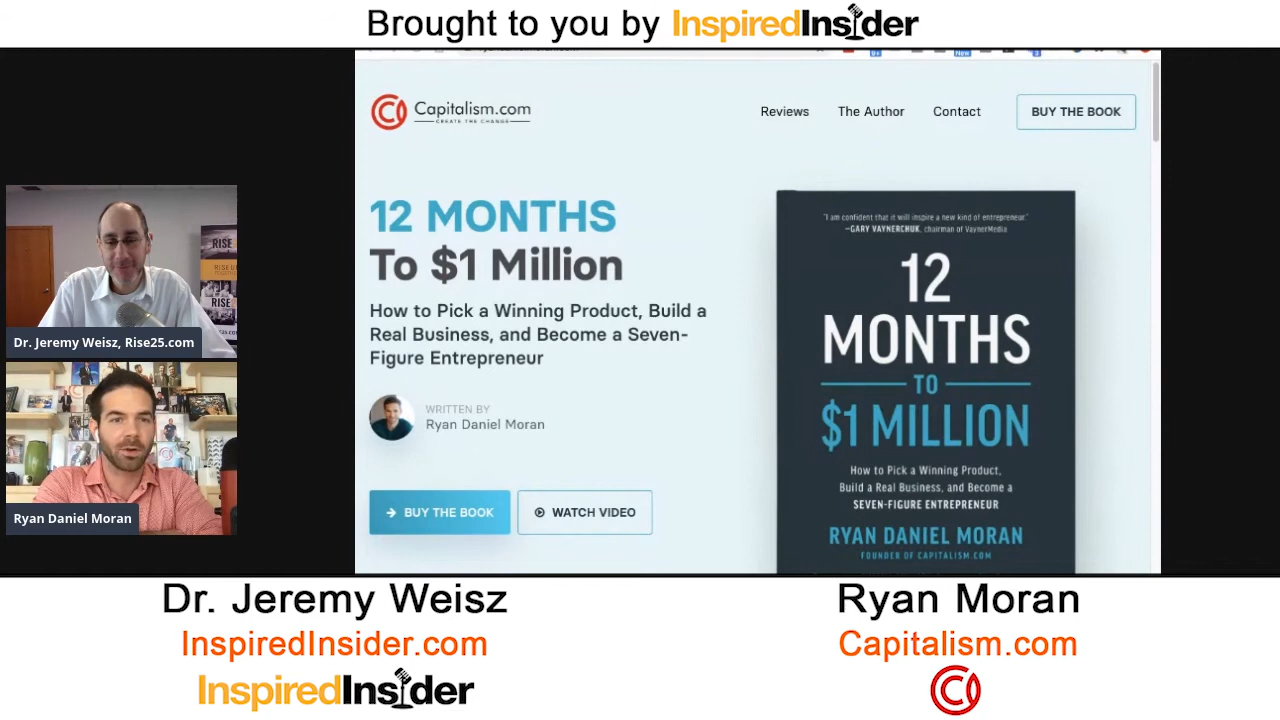 Brought to you by InspiredInsider
Capitalism.com
CREATE THE CHANGE
Reviews
The Author
Contact
BUY THE BOOK
12 MONTHS
To $1 Million
How to Pick a Winning Product, Build a
Real Business, and Become a Seven-
Figure Entrepreneur
WRITTEN BY
Ryan Daniel Moran
BUY THE BOOK
WATCH VIDEO
"I am confident that it will inspire a new kind of entrepreneur."
—GARY VAYNERCHUK, chairman of VaynerMedia
12
MONTHS
TO
$1 MILLION
How to Pick a Winning Product,
Build a Real Business, and Become a
SEVEN-FIGURE ENTREPRENEUR
RYAN DANIEL MORAN
FOUNDER OF CAPITALISM.COM
Dr. Jeremy Weisz, Rise25.com
Ryan Daniel Moran
Dr. Jeremy Weisz
InspiredInsider.com
InspiredInsider
Ryan Moran
Capitalism.com